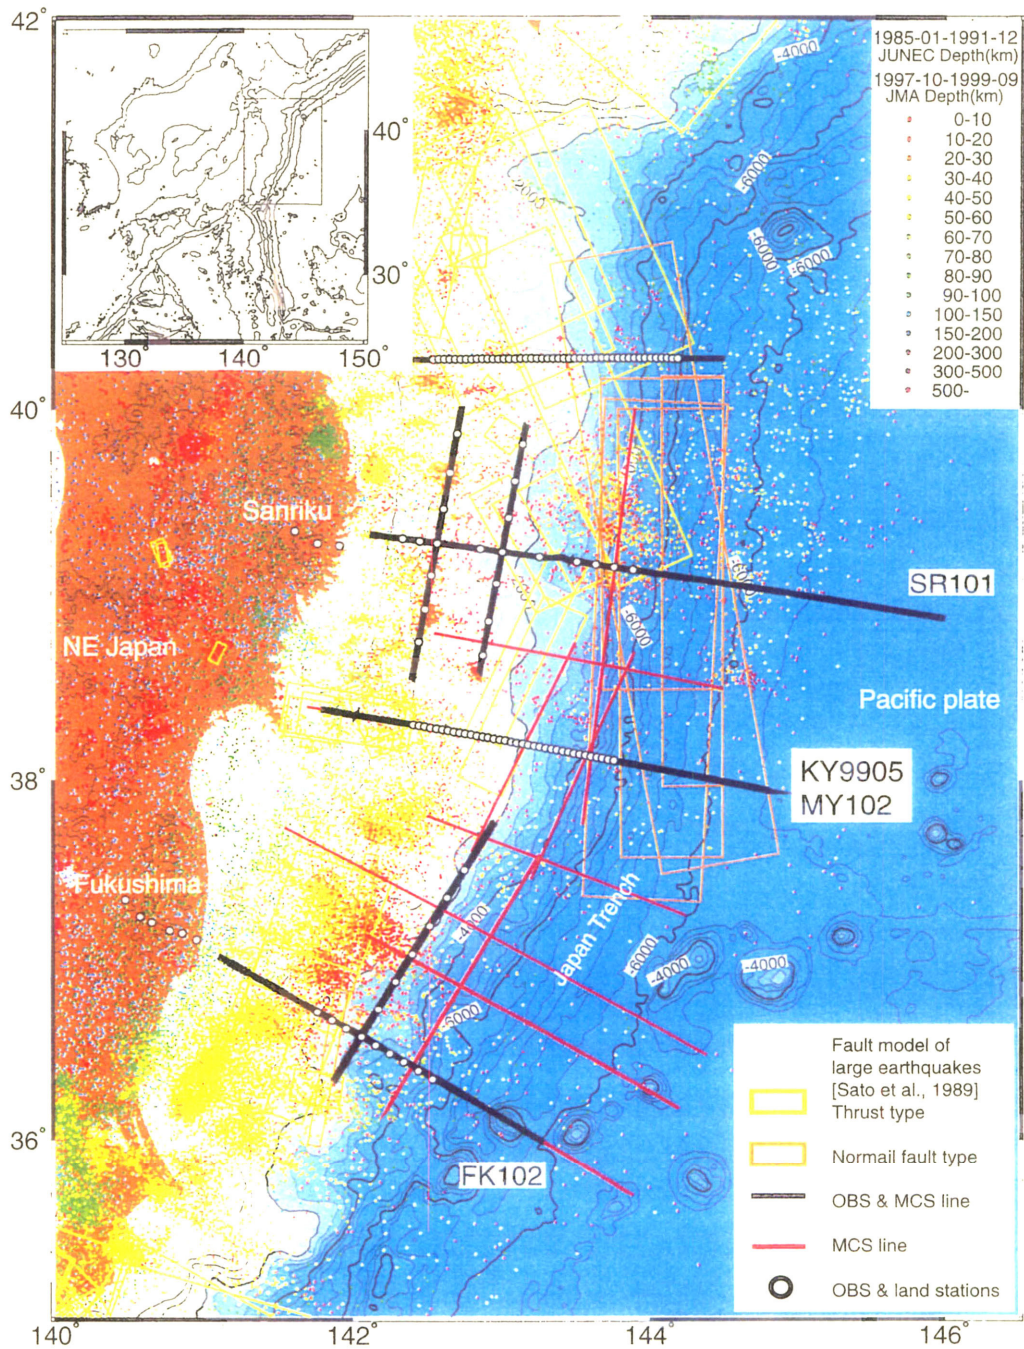 42°
1985-01-1991-12
JUNEC Depth(km)
1997-10-1999-09
JMA Depth(km)
0-10
10-20
20-30
30-40
40-50
50-60
60-70
70-80
80-90
90-100
100-150
150-200
200-300
300-500
500-
40°
30°
130°
140°
150°
-4000
-6000
-6000
-6000
-2000
40°
Sanriku
-6000
SR101
-6000
NE Japan
Pacific plate
38°
KY9905
MY102
Fukushima
-4000
Japan Trench
-6000
-4000
-4000
-6000
Fault model of
large earthquakes
[Sato et al., 1989]
Thrust type
Normail fault type
OBS & MCS line
MCS line
OBS & land stations
36°
FK102
140°
142°
144°
146°